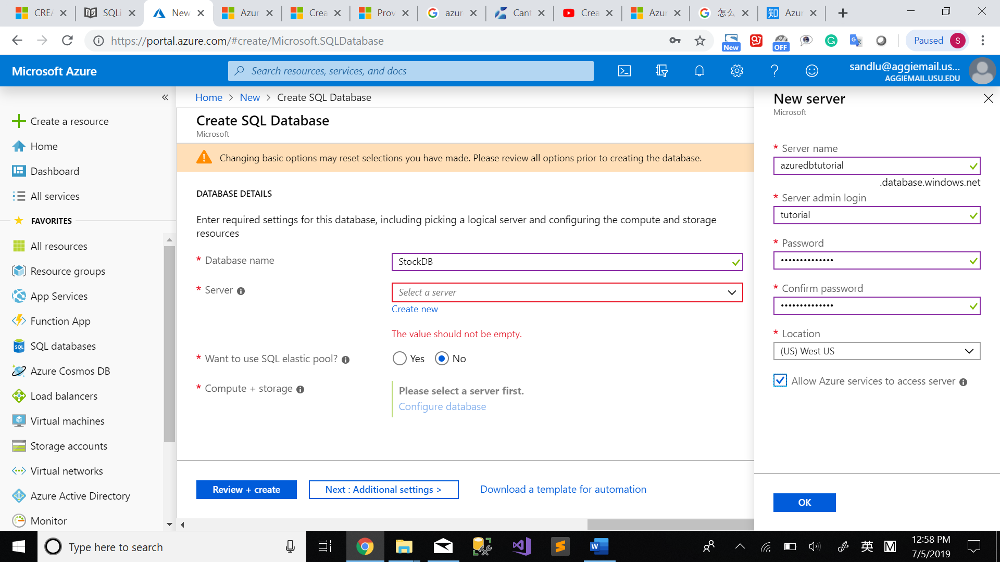 CREA
SQLi
New
Azur
Crea
Prov
azur
Cant
Crea
Azur
怎么
知
Azur
https://portal.azure.com/#create/Microsoft.SQLDatabase
New
OFF
Paused
S
Microsoft Azure
Search resources, services, and docs
sandlu@aggiemail.us...
AGGIEMAIL.USU.EDU
Create a resource
Home
Dashboard
All services
FAVORITES
All resources
Resource groups
App Services
Function App
SQL databases
Azure Cosmos DB
Load balancers
Virtual machines
Storage accounts
Virtual networks
Azure Active Directory
Monitor
Home > New > Create SQL Database
Create SQL Database
Microsoft
Changing basic options may reset selections you have made. Please review all options prior to creating the database.
DATABASE DETAILS
Enter required settings for this database, including picking a logical server and configuring the compute and storage
resources
* Database name
StockDB
* Server
Select a server
Create new
The value should not be empty.
* Want to use SQL elastic pool?
Yes No
* Compute + storage
Please select a server first.
Configure database
Review + create
Next : Additional settings >
Download a template for automation
New server
Microsoft
* Server name
azuredbtutorial
.database.windows.net
* Server admin login
tutorial
* Password
••••••••••••••
* Confirm password
••••••••••••••
* Location
(US) West US
Allow Azure services to access server
OK
Type here to search
英
M
12:58 PM
7/5/2019